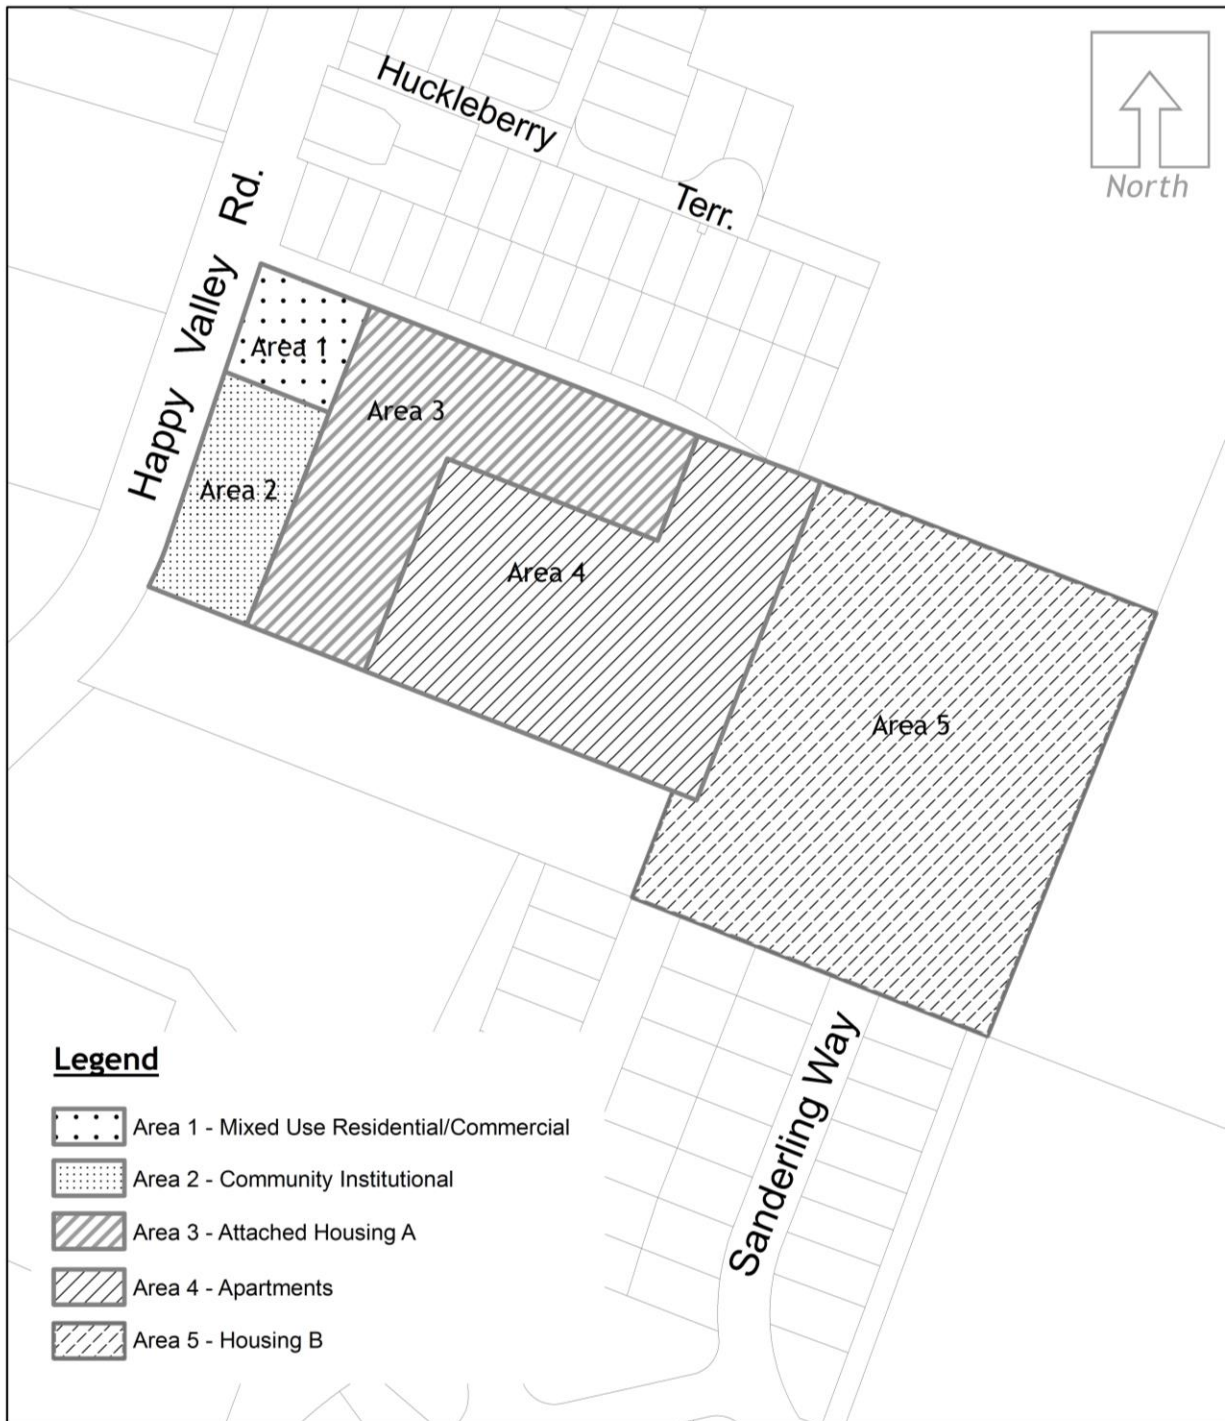 Huckleberry Terr.
North
Happy Valley Rd.
Area 1
Area 3
Area 2
Area 4
Area 5
Sanderling Way
Legend
Area 1 - Mixed Use Residential/Commercial
Area 2 - Community Institutional
Area 3 - Attached Housing A
Area 4 - Apartments
Area 5 - Housing B